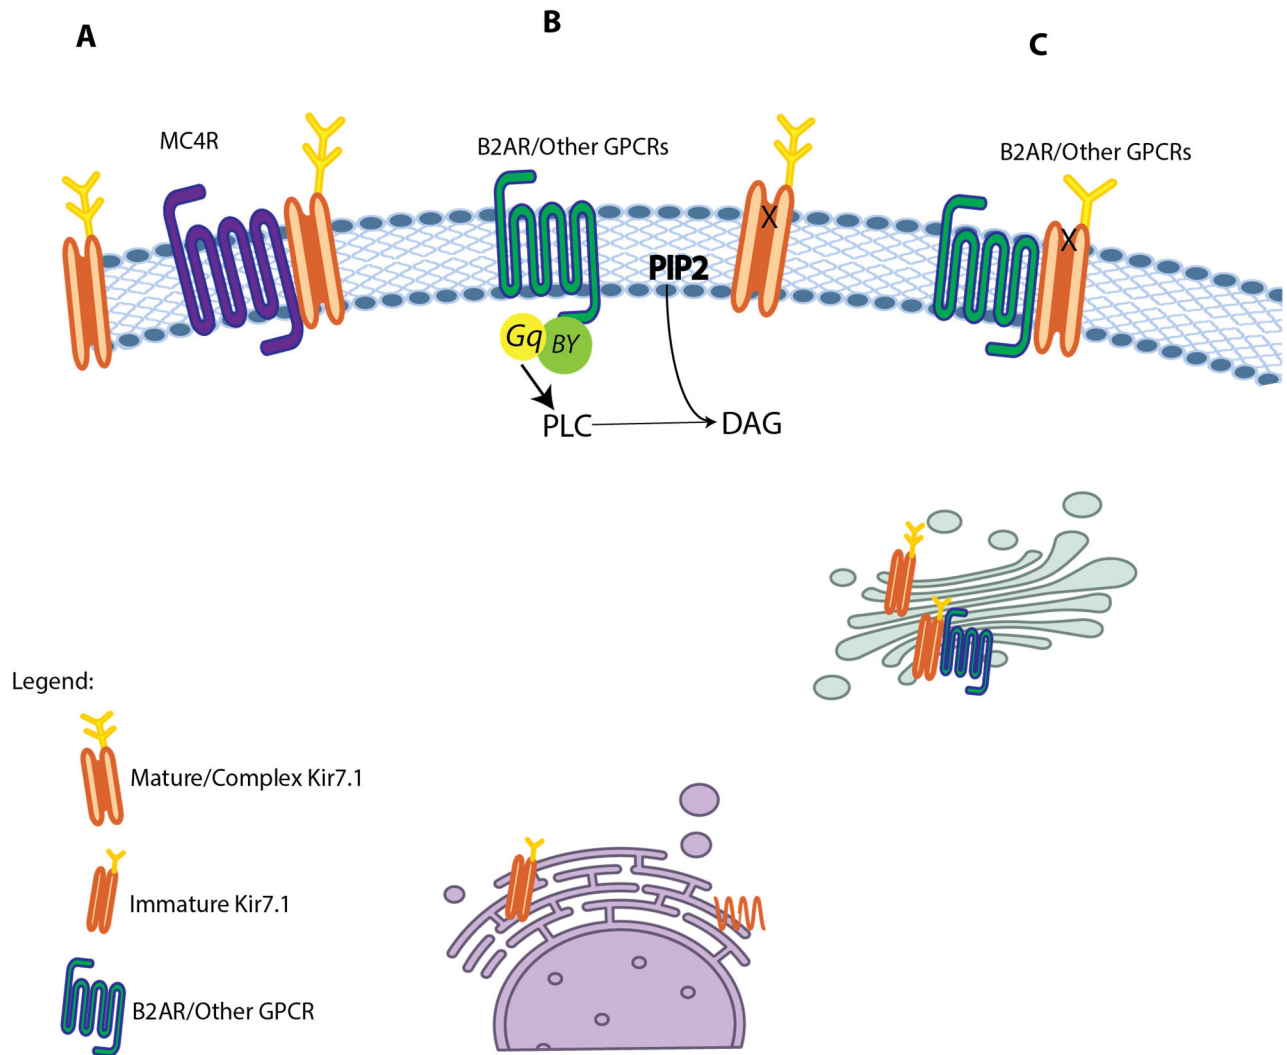 A
B
C
MC4R
B2AR/Other GPCRs
B2AR/Other GPCRs
X
X
PIP2
Gq
BY
PLC
DAG
Legend:
Mature/Complex Kir7.1
Immature Kir7.1
B2AR/Other GPCR